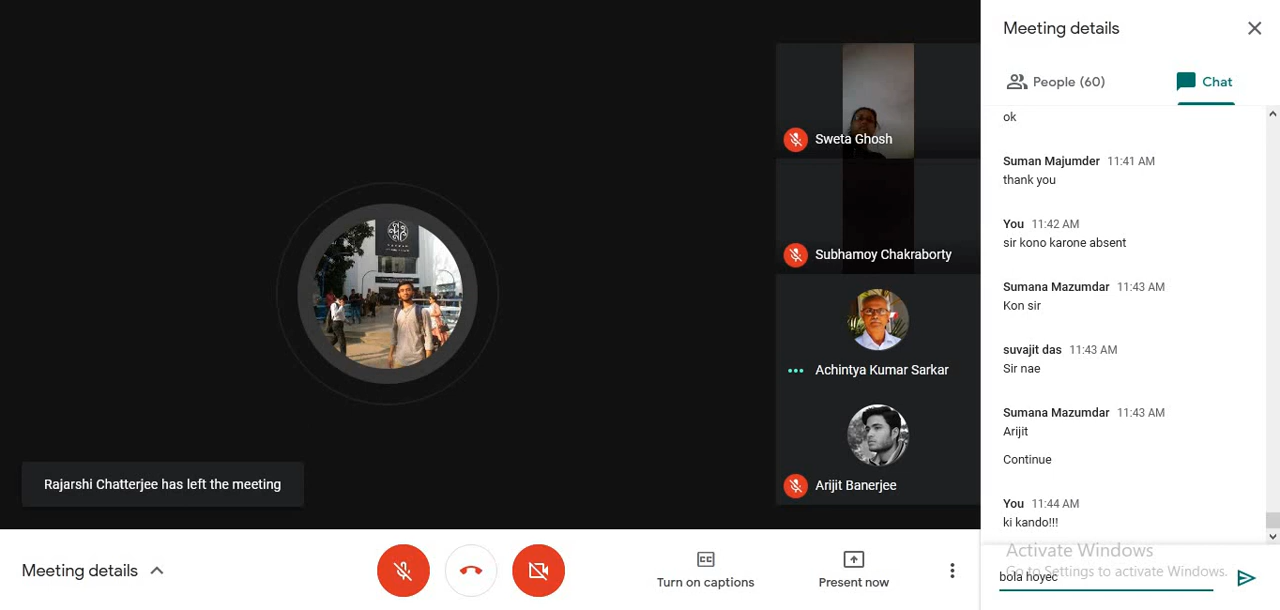 Meeting details
People (60)
Chat
ok
Suman Majumder 11:41 AM
thank you
You 11:42 AM
sir kono karone absent
Sumana Mazumdar 11:43 AM
Kon sir
suvajit das 11:43 AM
Sir nae
Sumana Mazumdar 11:43 AM
Arijit
Continue
You 11:44 AM
ki kando!!!
Activate Windows
Go to Settings to activate Windows.
bola hoyec
Sweta Ghosh
Subhamoy Chakraborty
Achintya Kumar Sarkar
Arijit Banerjee
Rajarshi Chatterjee has left the meeting
Meeting details
Turn on captions
Present now